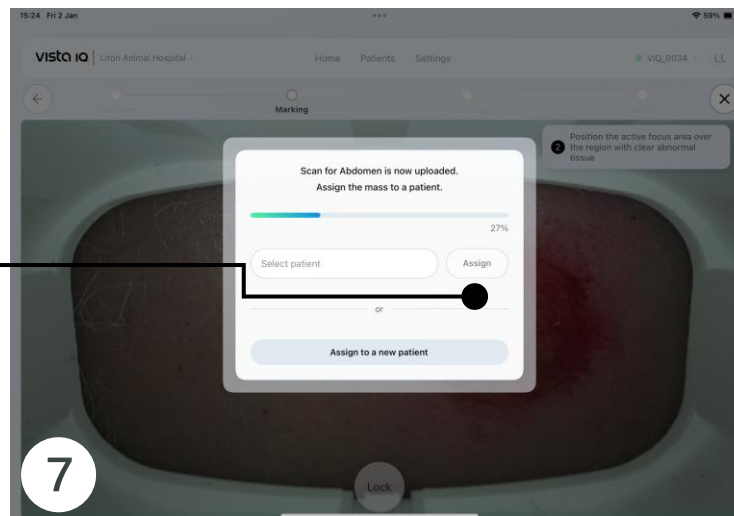 15:24 Fri 2 Jan
59%
Vista IQ Liron Animal Hospital
Home Patients Settings
VIQ_0034 LL
Marking
2 Position the active focus area over
the region with clear abnormal
tissue
Scan for Abdomen is now uploaded.
Assign the mass to a patient.
27%
Select patient Assign
or
Assign to a new patient
Lock
7